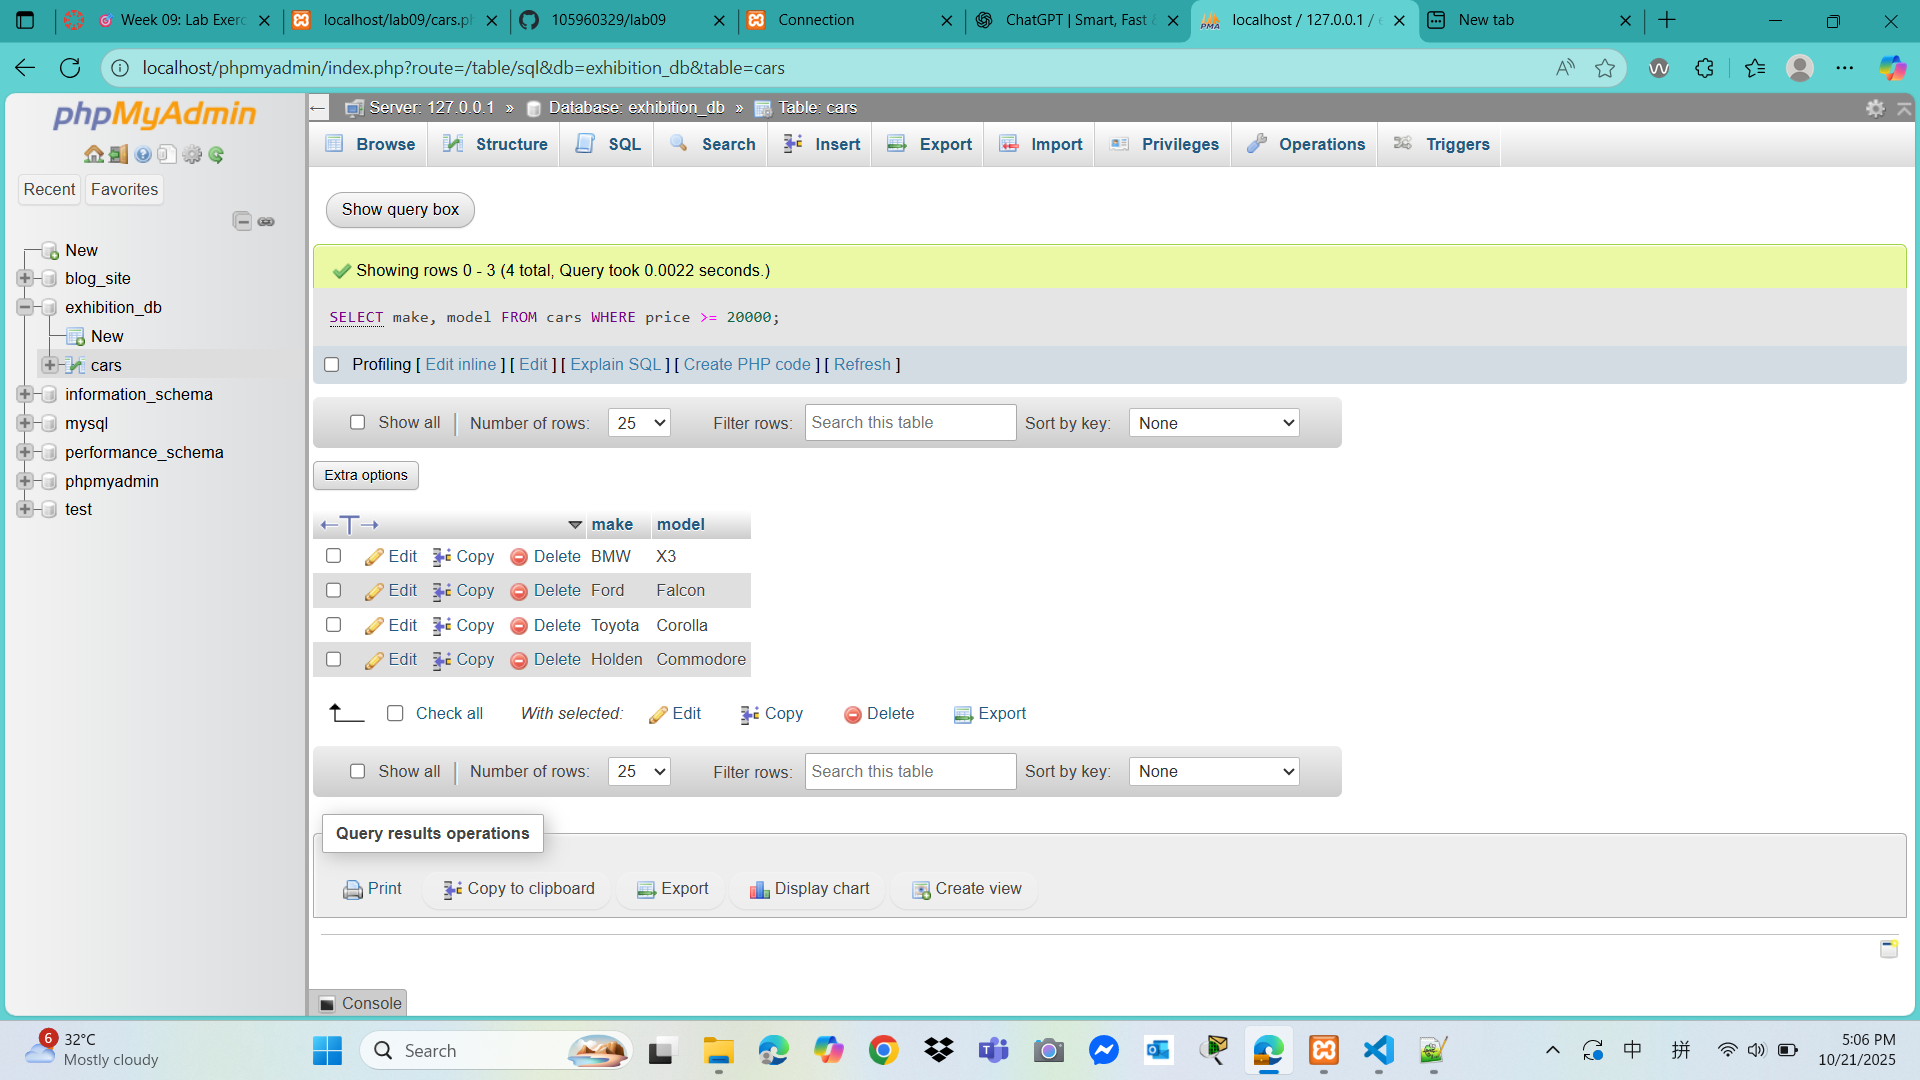 Week 09: Lab Exerc
localhost/lab09/cars.ph
105960329/lab09
Connection
ChatGPT | Smart, Fast &
localhost / 127.0.0.1 / e
New tab
localhost/phpmyadmin/index.php?route=/table/sql&db=exhibition_db&table=cars
phpMyAdmin
Recent
Favorites
New
blog_site
exhibition_db
New
cars
information_schema
mysql
performance_schema
phpmyadmin
test
Server: 127.0.0.1 » Database: exhibition_db » Table: cars
Browse Structure SQL Search Insert Export Import Privileges Operations Triggers
Show query box
Showing rows 0 - 3 (4 total, Query took 0.0022 seconds.)
SELECT make, model FROM cars WHERE price >= 20000;
Profiling [ Edit inline ] [ Edit ] [ Explain SQL ] [ Create PHP code ] [ Refresh ]
Show all | Number of rows: 25 Filter rows: Search this table Sort by key: None
Extra options
←T→ make model
Edit Copy Delete BMW X3
Edit Copy Delete Ford Falcon
Edit Copy Delete Toyota Corolla
Edit Copy Delete Holden Commodore
Check all With selected: Edit Copy Delete Export
Show all | Number of rows: 25 Filter rows: Search this table Sort by key: None
Query results operations
Print Copy to clipboard Export Display chart Create view
Console
6
32°C
Mostly cloudy
Search
中
拼
5:06 PM
10/21/2025